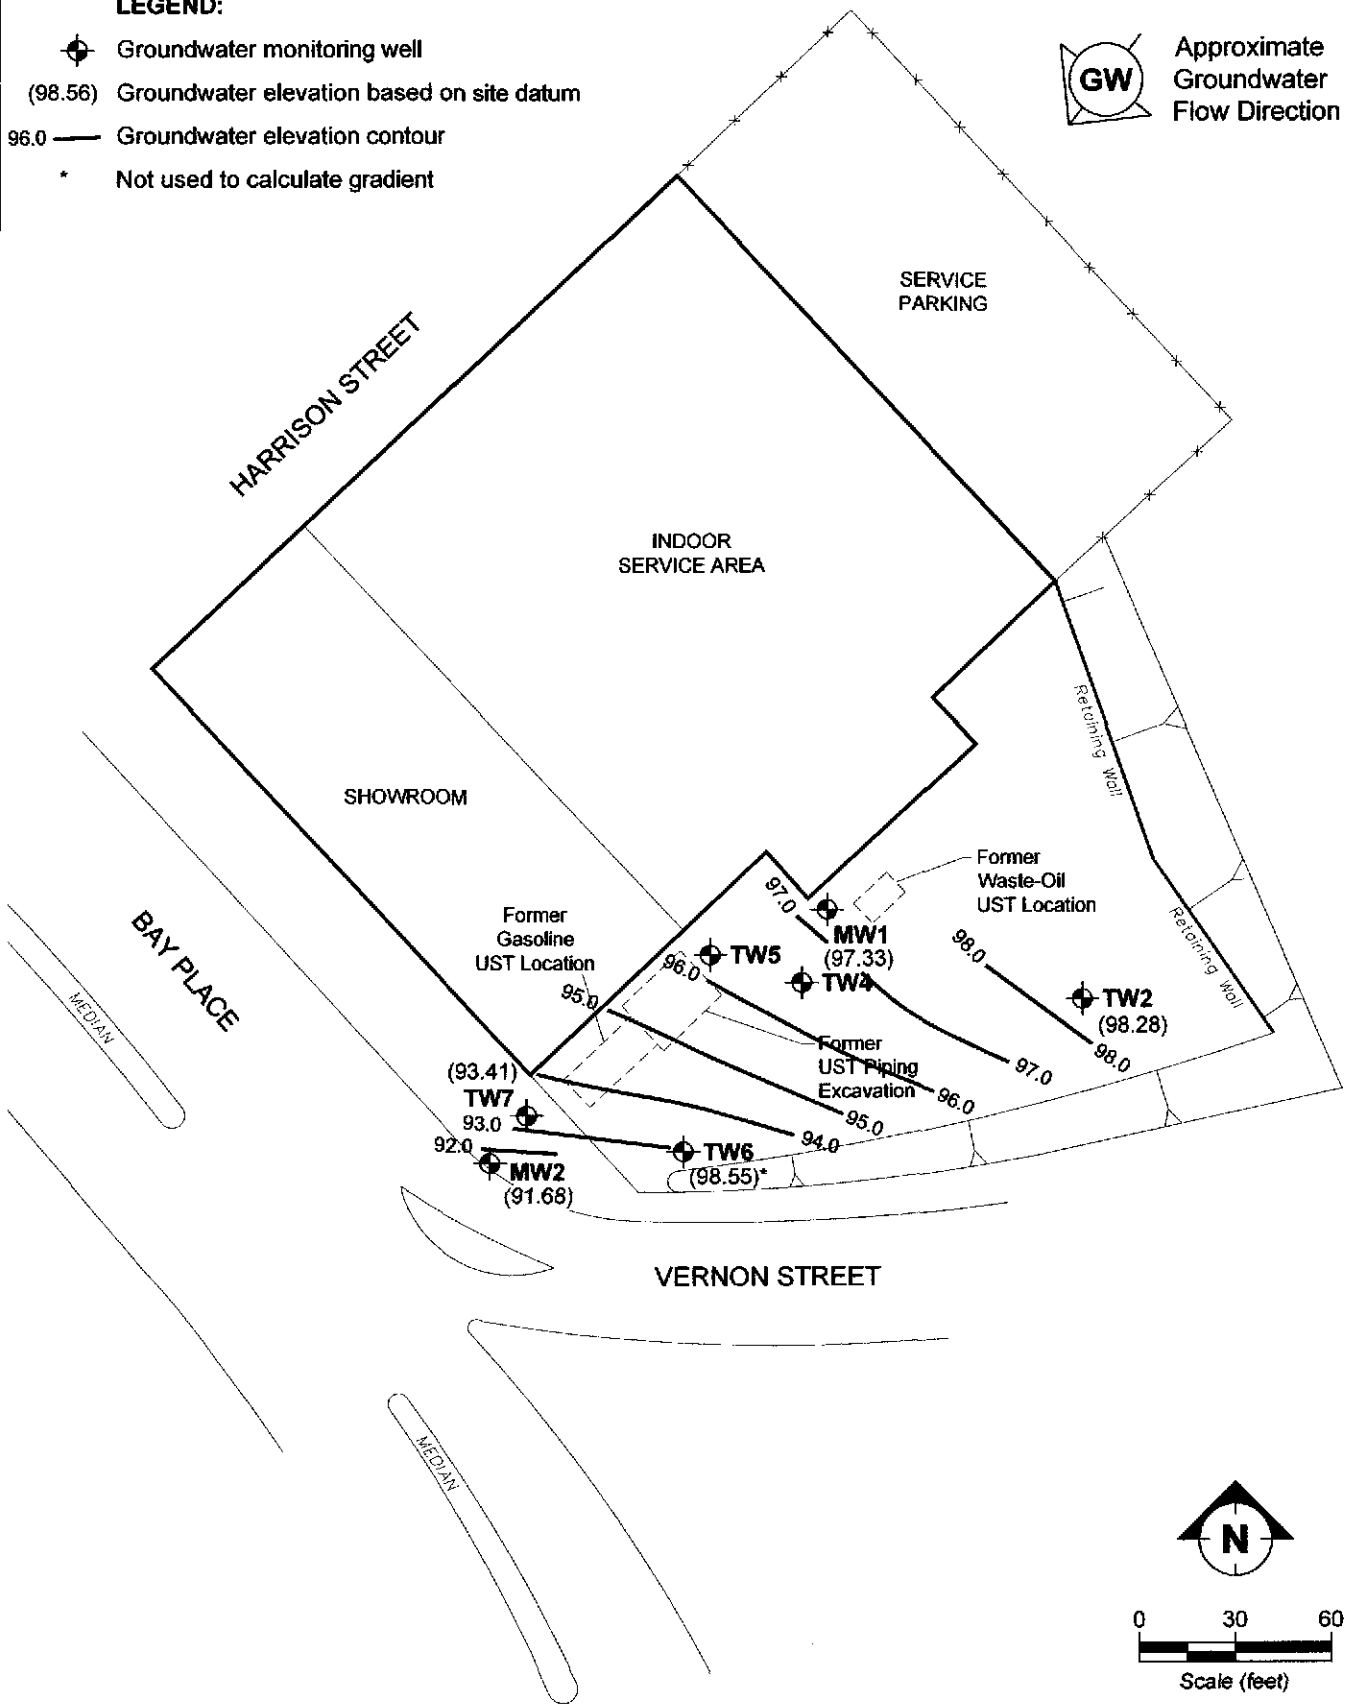 LEGEND:
Groundwater monitoring well
(98.56) Groundwater elevation based on site datum
96.0 Groundwater elevation contour
* Not used to calculate gradient
GW
Approximate
Groundwater
Flow Direction
SERVICE
PARKING
HARRISON STREET
INDOOR
SERVICE AREA
Retaining Wall
SHOWROOM
BAY PLACE
MEDIAN
Former
Gasoline
UST Location
Former
Waste-Oil
UST Location
Retaining Wall
97.0
MW1
(97.33)
98.0
TW5
96.0
TW4
95.0
TW2
(98.28)
98.0
Former
UST Piping
Excavation
97.0
96.0
95.0
94.0
(93.41)
TW7
93.0
92.0
MW2
(91.68)
TW6
(98.55)*
VERNON STREET
MEDIAN
N
0 30 60
Scale (feet)